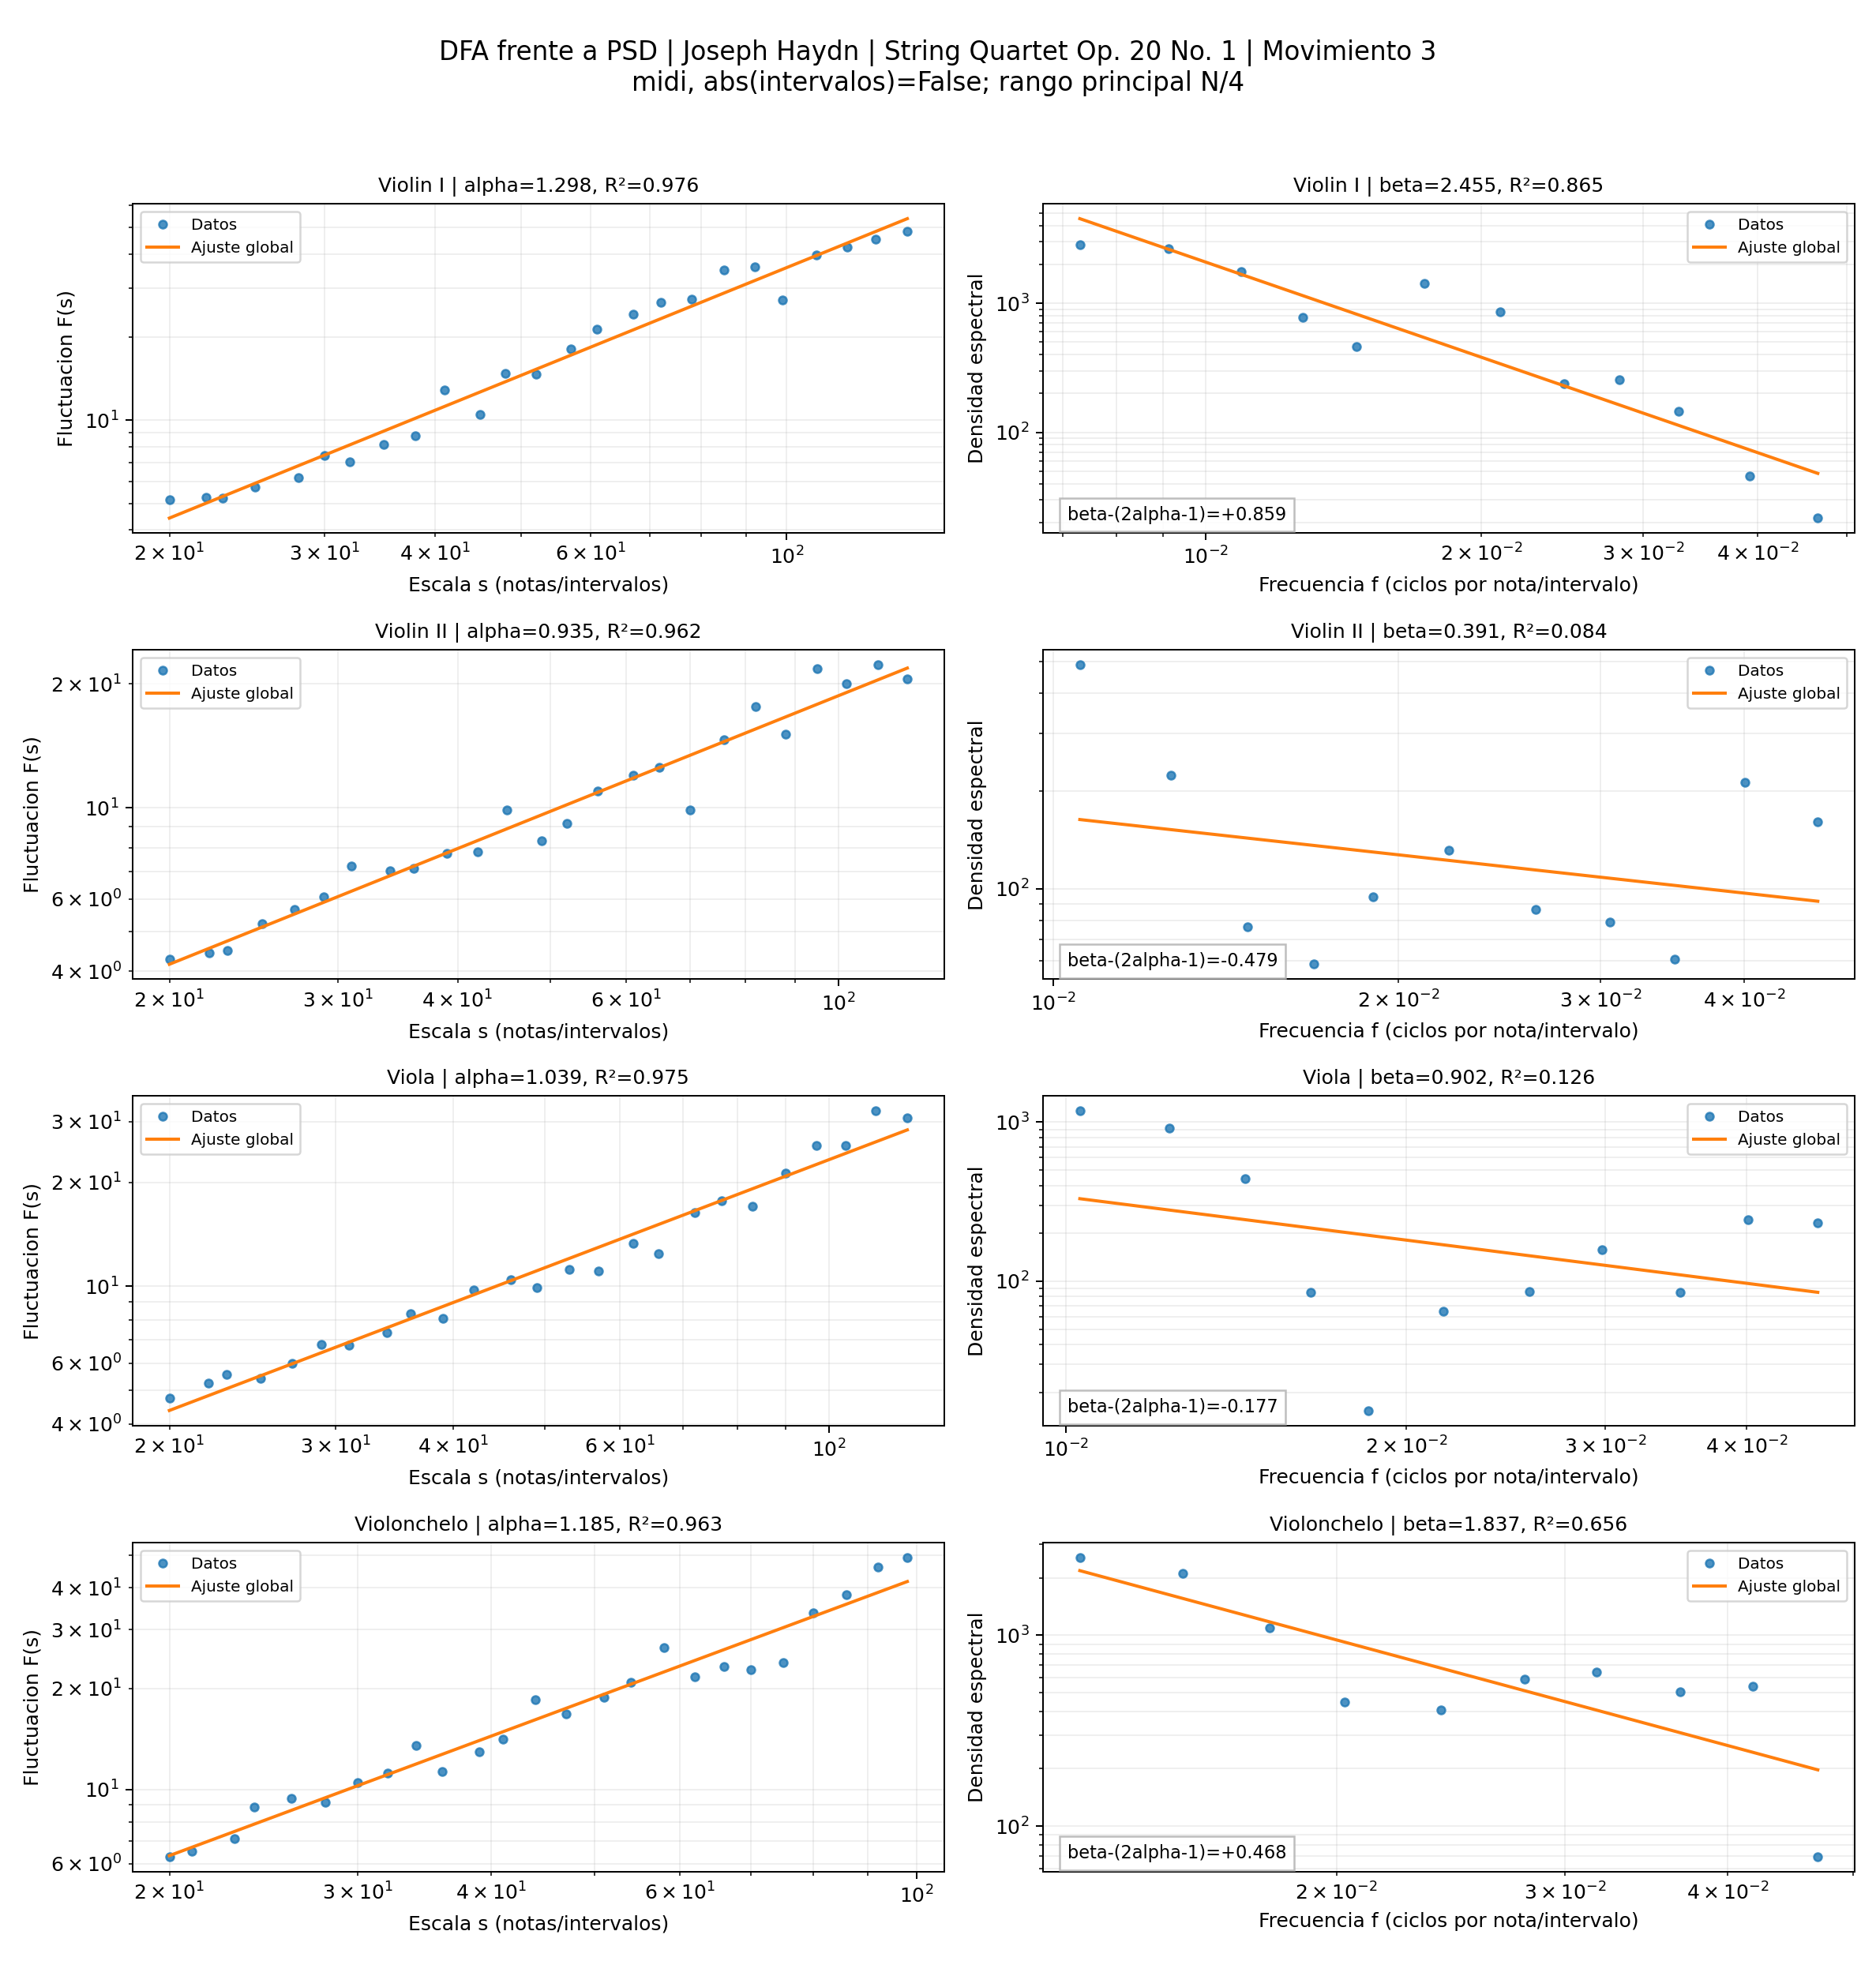 DFA frente a PSD | Joseph Haydn | String Quartet Op. 20 No. 1 | Movimiento 3
midi, abs(intervalos)=False; rango principal N/4
Violin I | alpha=1.298, R²=0.976
Datos
Ajuste global
10¹
Fluctuacion F(s)
2×10¹ 3×10¹ 4×10¹ 6×10¹ 10²
Escala s (notas/intervalos)
Violin I | beta=2.455, R²=0.865
Datos
Ajuste global
10³
10²
Densidad espectral
beta-(2alpha-1)=+0.859
10⁻² 2×10⁻² 3×10⁻² 4×10⁻²
Frecuencia f (ciclos por nota/intervalo)
Violin II | alpha=0.935, R²=0.962
Datos
Ajuste global
2×10¹
10¹
6×10⁰
4×10⁰
Fluctuacion F(s)
2×10¹ 3×10¹ 4×10¹ 6×10¹ 10²
Escala s (notas/intervalos)
Violin II | beta=0.391, R²=0.084
Datos
Ajuste global
10²
Densidad espectral
beta-(2alpha-1)=-0.479
10⁻² 2×10⁻² 3×10⁻² 4×10⁻²
Frecuencia f (ciclos por nota/intervalo)
Viola | alpha=1.039, R²=0.975
Datos
Ajuste global
3×10¹
2×10¹
10¹
6×10⁰
4×10⁰
Fluctuacion F(s)
2×10¹ 3×10¹ 4×10¹ 6×10¹ 10²
Escala s (notas/intervalos)
Viola | beta=0.902, R²=0.126
Datos
Ajuste global
10³
10²
Densidad espectral
beta-(2alpha-1)=-0.177
10⁻² 2×10⁻² 3×10⁻² 4×10⁻²
Frecuencia f (ciclos por nota/intervalo)
Violonchelo | alpha=1.185, R²=0.963
Datos
Ajuste global
4×10¹
3×10¹
2×10¹
10¹
6×10⁰
Fluctuacion F(s)
2×10¹ 3×10¹ 4×10¹ 6×10¹ 10²
Escala s (notas/intervalos)
Violonchelo | beta=1.837, R²=0.656
Datos
Ajuste global
10³
10²
Densidad espectral
beta-(2alpha-1)=+0.468
2×10⁻² 3×10⁻² 4×10⁻²
Frecuencia f (ciclos por nota/intervalo)